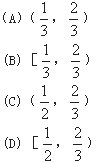 (A) (1/3, 2/3)
(B) [1/3, 2/3)
(C) (1/2, 2/3)
(D) [1/2, 2/3)